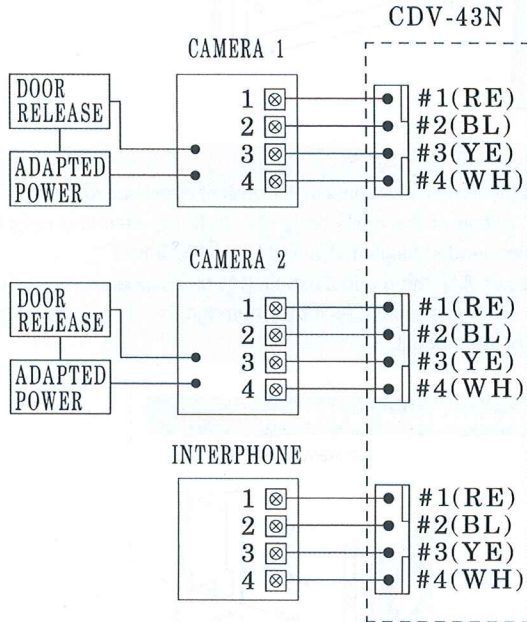 CDV-43N
CAMERA 1
DOOR
RELEASE
ADAPTED
POWER
1
2
3
4
#1(RE)
#2(BL)
#3(YE)
#4(WH)
CAMERA 2
DOOR
RELEASE
ADAPTED
POWER
1
2
3
4
#1(RE)
#2(BL)
#3(YE)
#4(WH)
INTERPHONE
1
2
3
4
#1(RE)
#2(BL)
#3(YE)
#4(WH)